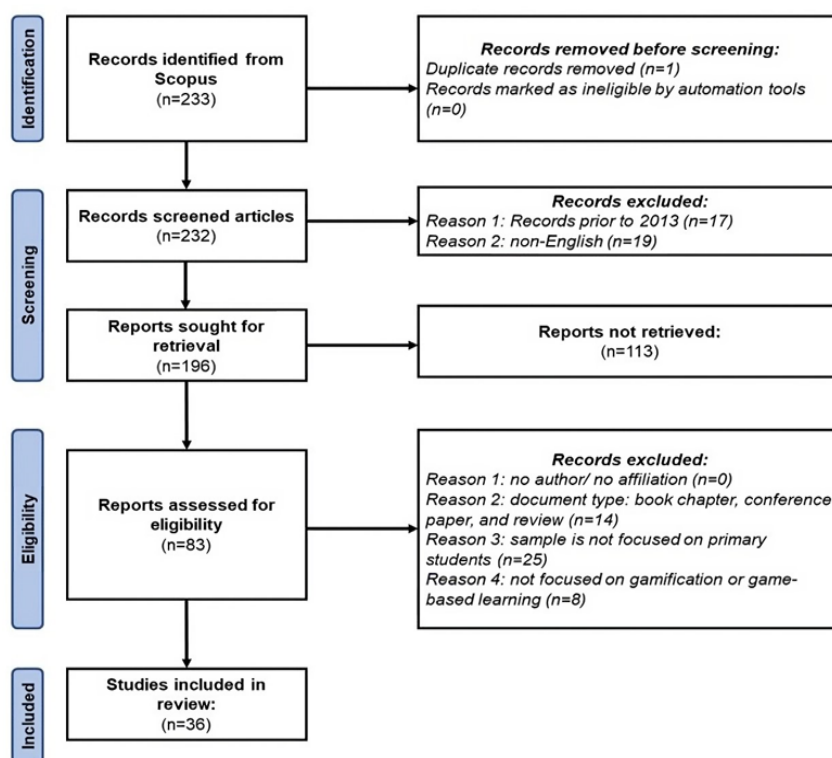 Identification
Records identified from
Scopus
(n=233)
Records removed before screening:
Duplicate records removed (n=1)
Records marked as ineligible by automation tools
(n=0)
Screening
Records screened articles
(n=232)
Records excluded:
Reason 1: Records prior to 2013 (n=17)
Reason 2: non-English (n=19)
Reports sought for
retrieval
(n=196)
Reports not retrieved:
(n=113)
Eligibility
Reports assessed for
eligibility
(n=83)
Records excluded:
Reason 1: no author/ no affiliation (n=0)
Reason 2: document type: book chapter, conference
paper, and review (n=14)
Reason 3: sample is not focused on primary
students (n=25)
Reason 4: not focused on gamification or game-
based learning (n=8)
Included
Studies included in
review:
(n=36)